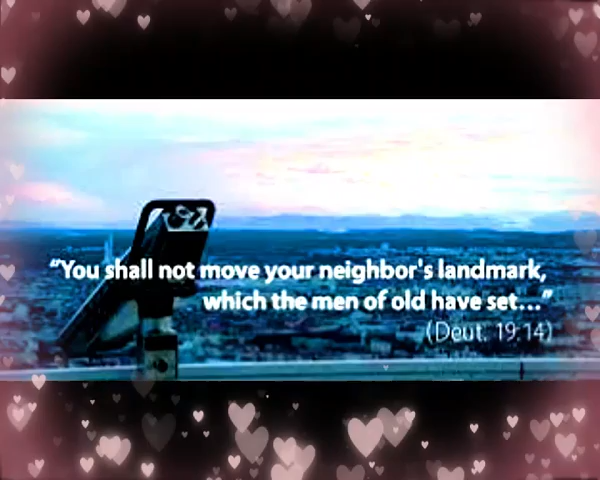 “You shall not move your neighbor's landmark,
which the men of old have set...”
(Deut. 19:14)